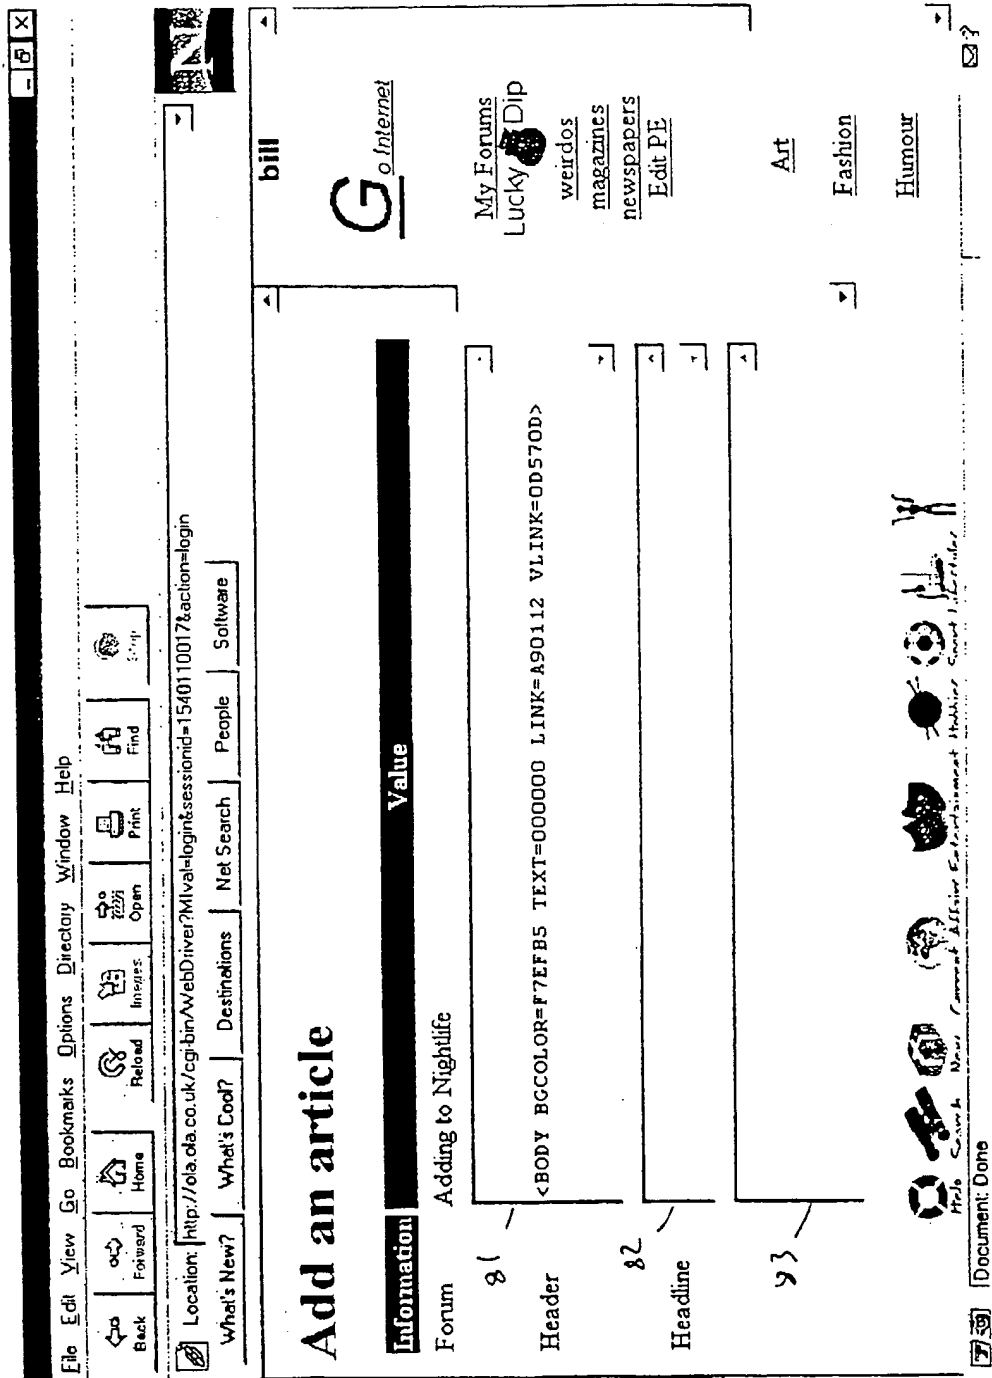 File Edit View Go Bookmarks Options Directory Window Help
Back Forward Home Reload Images Open Print Find Stop
Location: http://ola.ola.co.uk/cgi-bin/WebDriver?MIval=login&sessionid=1540110017&action=login
N
What's New? What's Cool? Destinations Net Search People Software
Add an article
Information Value
Forum Adding to Nightlife
81
Header <BODY BGCOLOR=F7EFB5 TEXT=000000 LINK=A90112 VLINK=0D570D>
82
Headline
93
bill
Go Internet
My Forums
Lucky Dip
weirdos
magazines
newspapers
Edit PE
Art
Fashion
Humour
Help Search News Current Affairs Entertainment Hobbies Sport Lifestyles
Document: Done
?